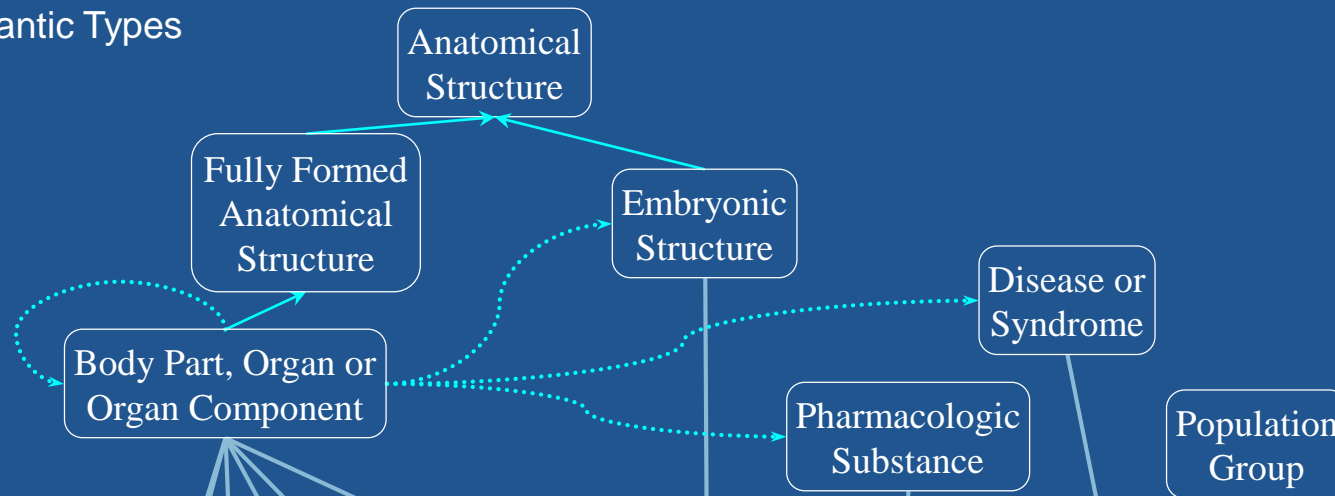 antic Types
Anatomical
Structure
Fully Formed
Anatomical
Structure
Embryonic
Structure
Disease or
Syndrome
Body Part, Organ or
Organ Component
Pharmacologic
Substance
Population
Group